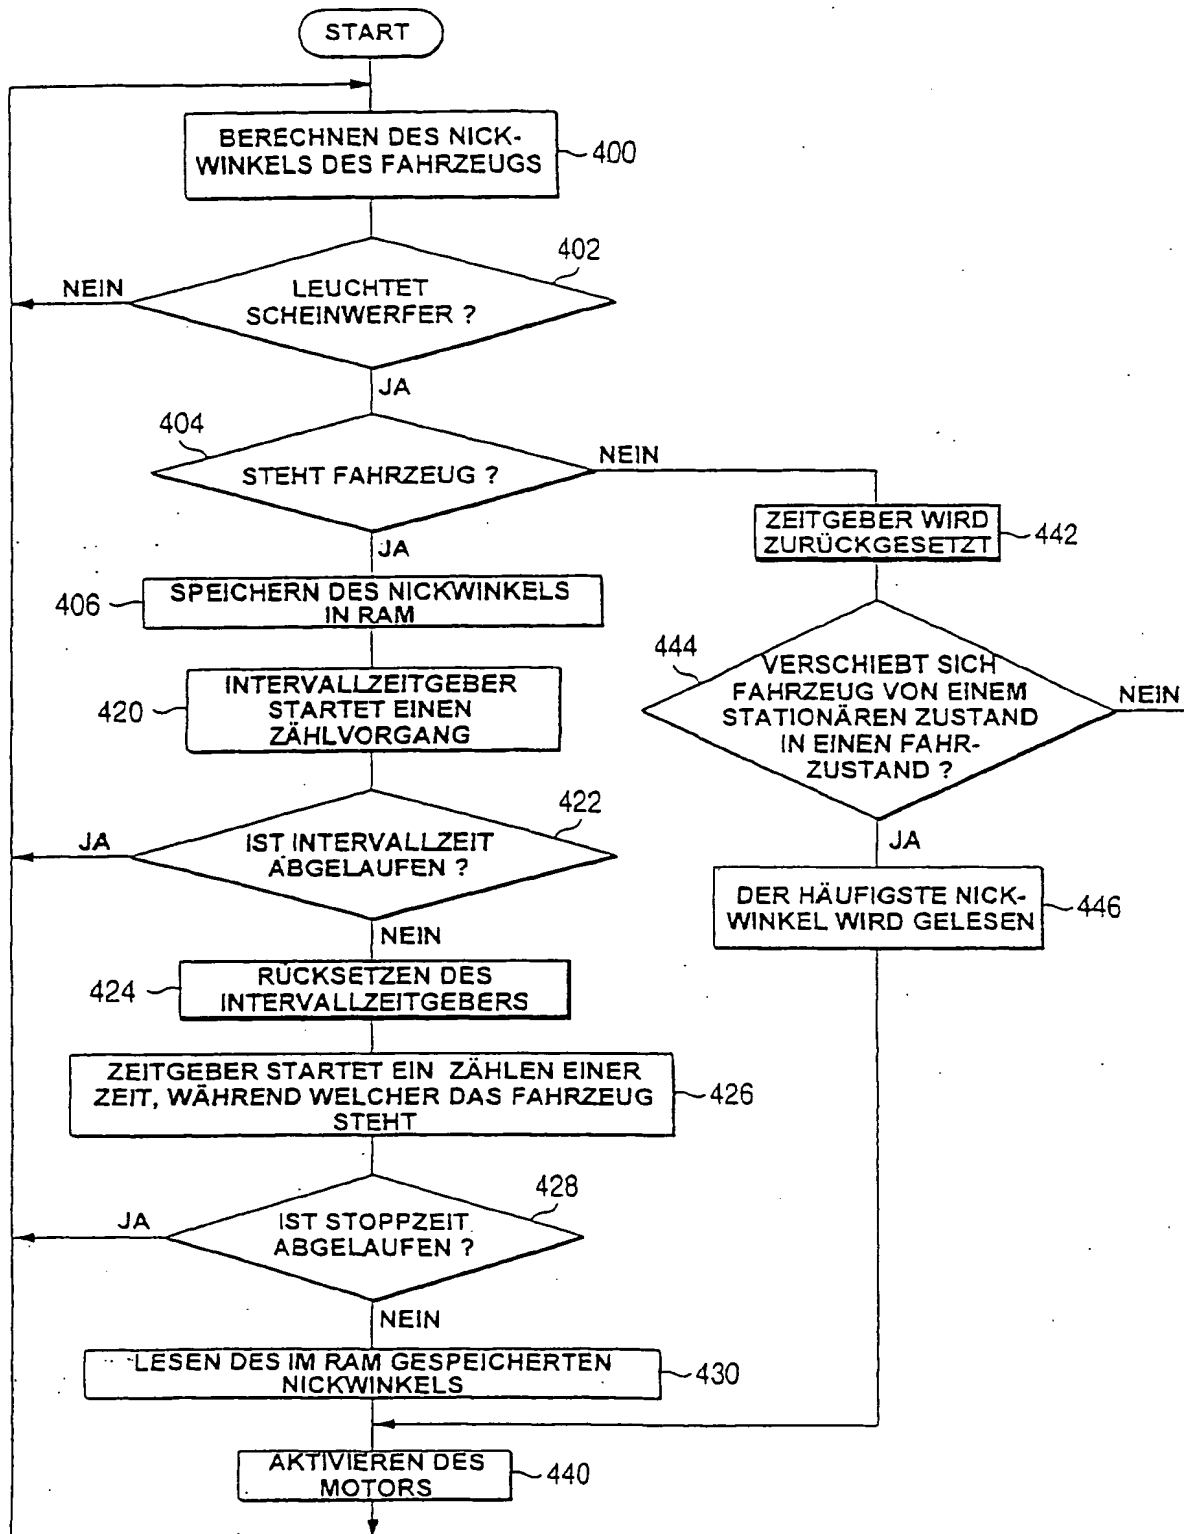 START
BERECHNEN DES NICK-
WINKELS DES FAHRZEUGS
400
402
NEIN
LEUCHTET
SCHEINWERFER ?
JA
404
STEHT FAHRZEUG ?
NEIN
JA
ZEITGEBER WIRD
ZURÜCKGESETZT
442
406
SPEICHERN DES NICKWINKELS
IN RAM
444
VERSCHIEBT SICH
FAHRZEUG VON EINEM
STATIONÄREN ZUSTAND
IN EINEN FAHR-
ZUSTAND ?
NEIN
JA
420
INTERVALLZEITGEBER
STARTET EINEN
ZÄHLVORGANG
422
JA
IST INTERVALLZEIT
ABGELAUFEN ?
NEIN
DER HÄUFIGSTE NICK-
WINKEL WIRD GELESEN
446
424
RÜCKSETZEN DES
INTERVALLZEITGEBERS
ZEITGEBER STARTET EIN ZÄHLEN EINER
ZEIT, WÄHREND WELCHER DAS FAHRZEUG
STEHT
426
428
JA
IST STOPPZEIT
ABGELAUFEN ?
NEIN
LESEN DES IM RAM GESPEICHERTEN
NICKWINKELS
430
AKTIVIEREN DES
MOTORS
440